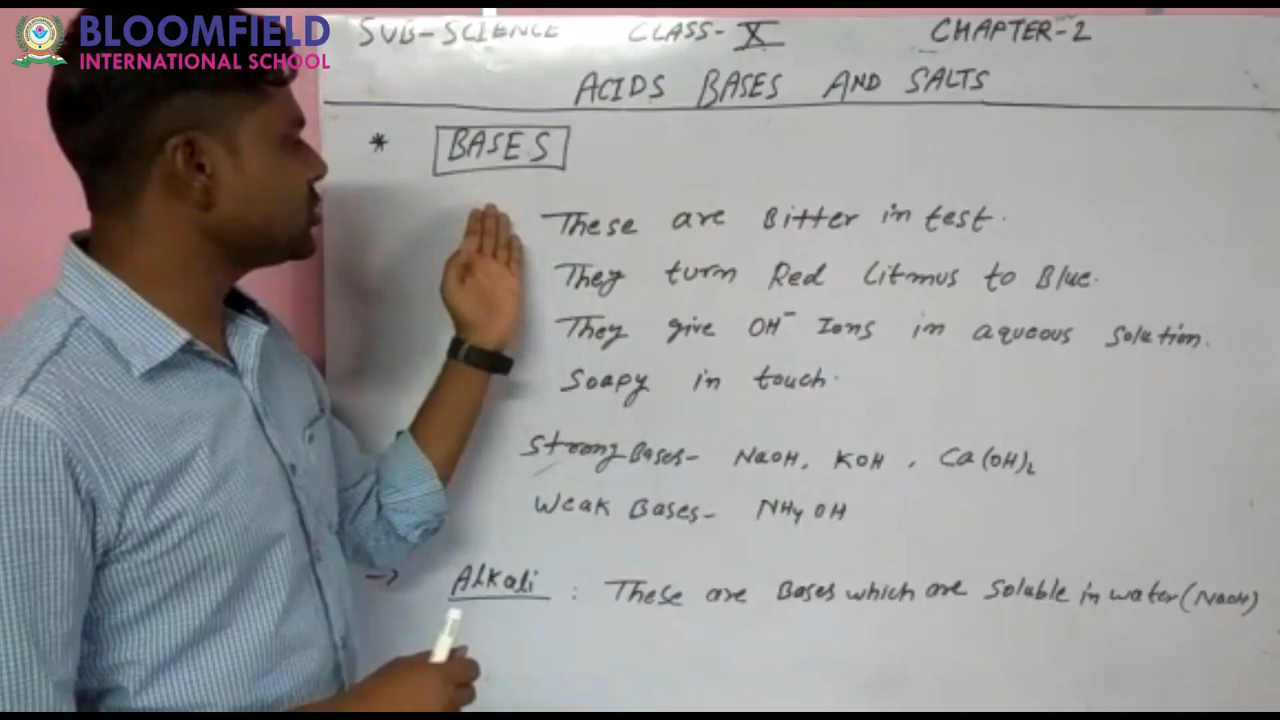 BLOOMFIELD
INTERNATIONAL SCHOOL
SUB-SCIENCE CLASS-X CHAPTER-2
ACIDS BASES AND SALTS
* BASES
These are Bitter in test.
They turn Red Litmus to Blue.
They give OH⁻ Ions in aqueous solution.
Soapy in touch.
Strong Bases- NaOH, KOH, Ca(OH)₂
Weak Bases- NH₄OH
→ Alkali : These are Bases which are soluble in water (NaOH)